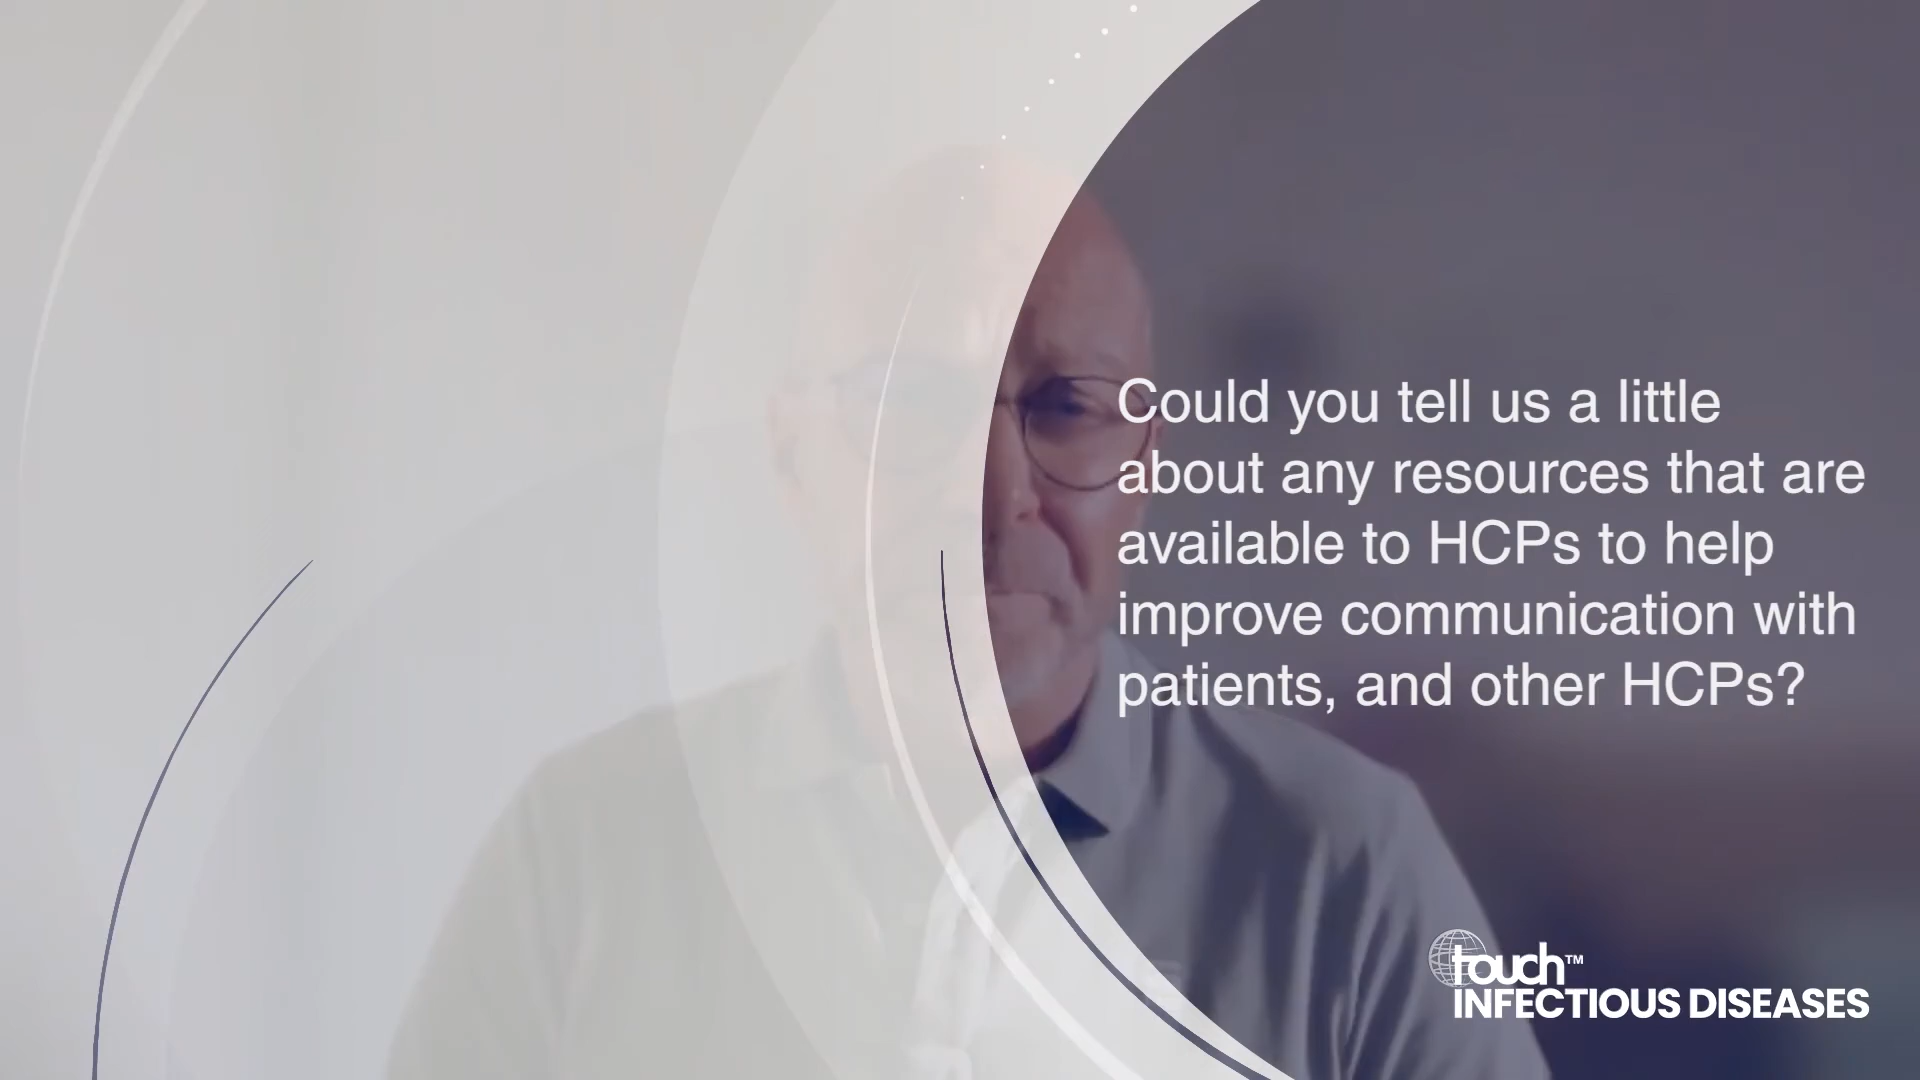 Could you tell us a little
about any resources that are
available to HCPs to help
improve communication with
patients, and other HCPs?
touch™
INFECTIOUS DISEASES